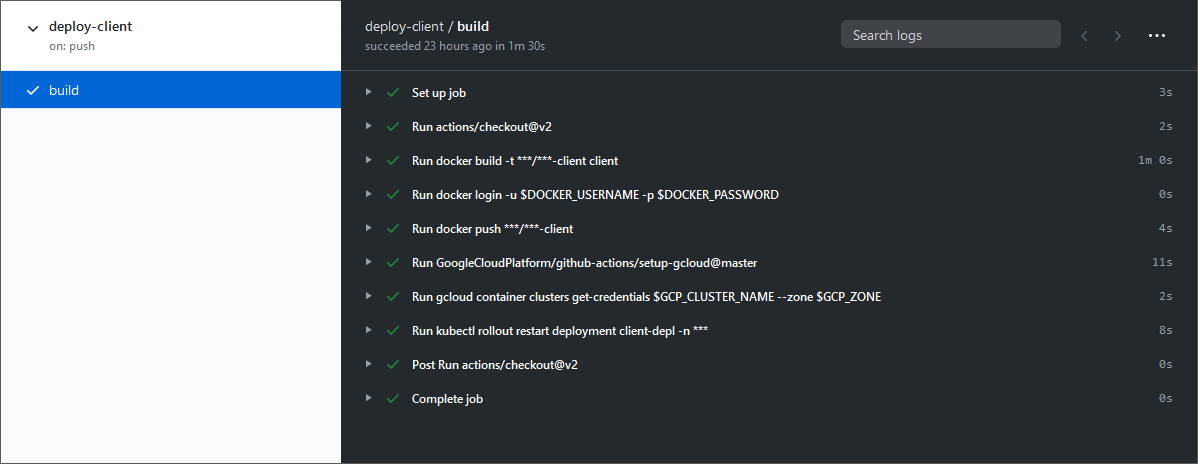 deploy-client
on: push
build
deploy-client / build
succeeded 23 hours ago in 1m 30s
Search logs
Set up job 3s
Run actions/checkout@v2 2s
Run docker build -t ***/***-client client 1m 0s
Run docker login -u $DOCKER_USERNAME -p $DOCKER_PASSWORD 0s
Run docker push ***/***-client 4s
Run GoogleCloudPlatform/github-actions/setup-gcloud@master 11s
Run gcloud container clusters get-credentials $GCP_CLUSTER_NAME --zone $GCP_ZONE 2s
Run kubectl rollout restart deployment client-depl -n *** 8s
Post Run actions/checkout@v2 0s
Complete job 0s